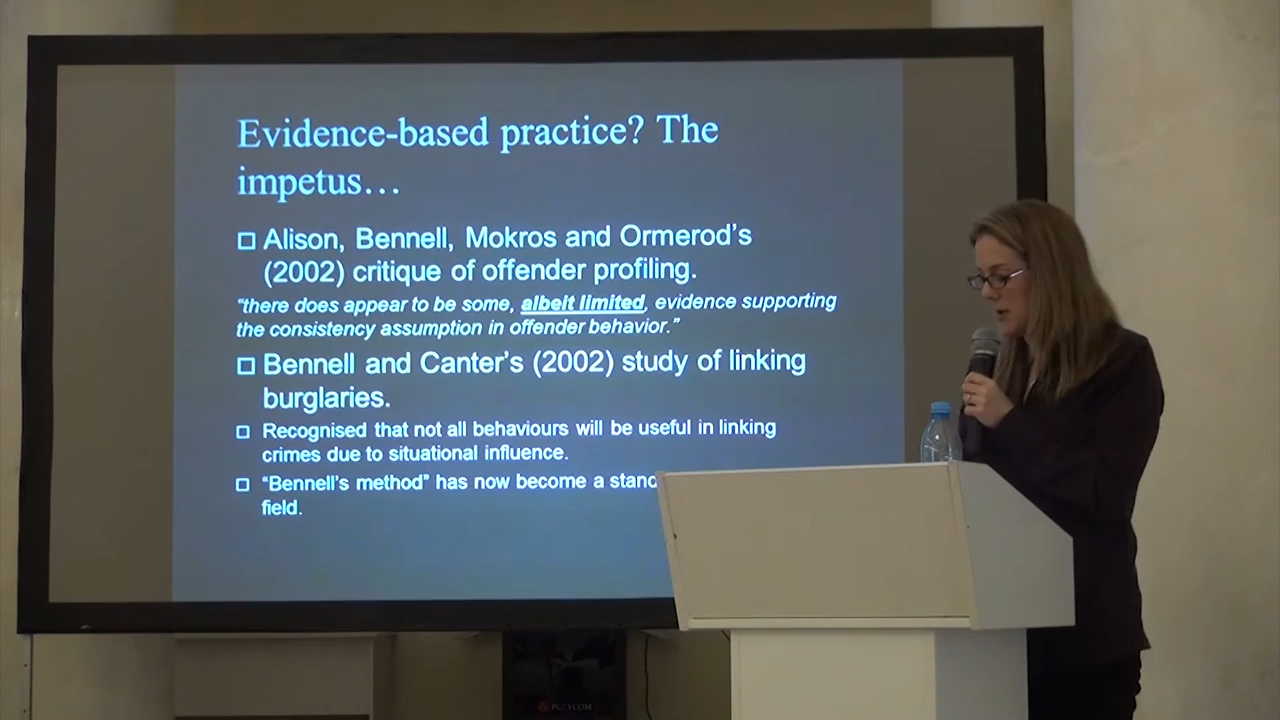 Evidence-based practice? The
impetus…
Alison, Bennell, Mokros and Ormerod's
(2002) critique of offender profiling.
"there does appear to be some, albeit limited, evidence supporting
the consistency assumption in offender behavior."
Bennell and Canter's (2002) study of linking
burglaries.
Recognised that not all behaviours will be useful in linking
crimes due to situational influence.
"Bennell's method" has now become a
field.
POLYCOM